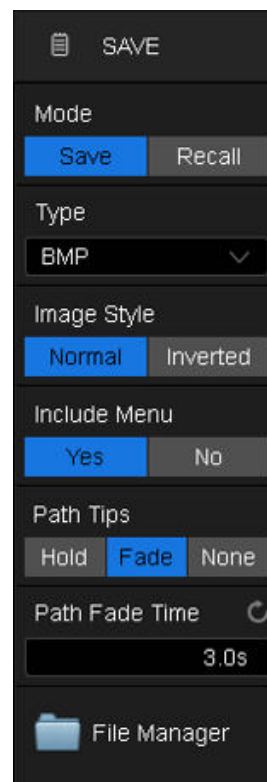 SAVE
Mode
Save Recall
Type
BMP
Image Style
Normal Inverted
Include Menu
Yes No
Path Tips
Hold Fade None
Path Fade Time
3.0s
File Manager